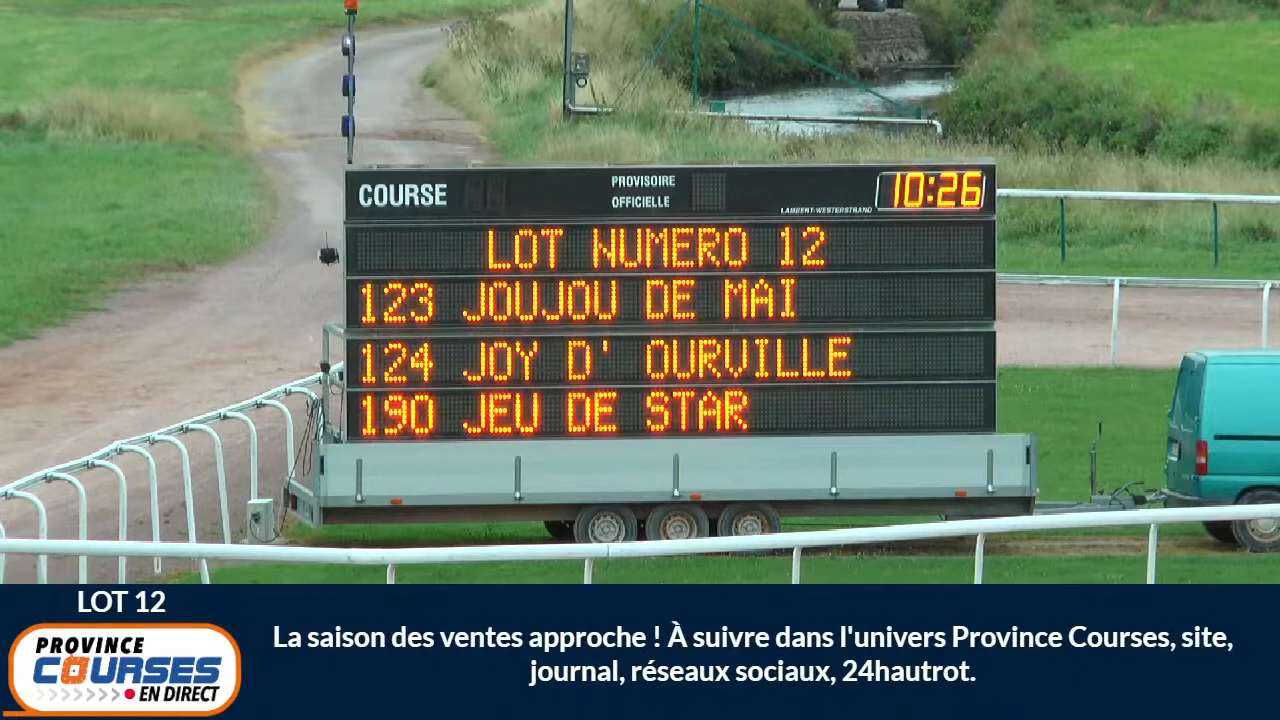 COURSE
PROVISOIRE
OFFICIELLE
LAMBERT-WESTERSTRAND
10:26
LOT NUMERO 12
123 JOUJOU DE MAI
124 JOY D' OURVILLE
190 JEU DE STAR
LOT 12
PROVINCE
COURSES
EN DIRECT
La saison des ventes approche ! À suivre dans l'univers Province Courses, site,
journal, réseaux sociaux, 24hautrot.